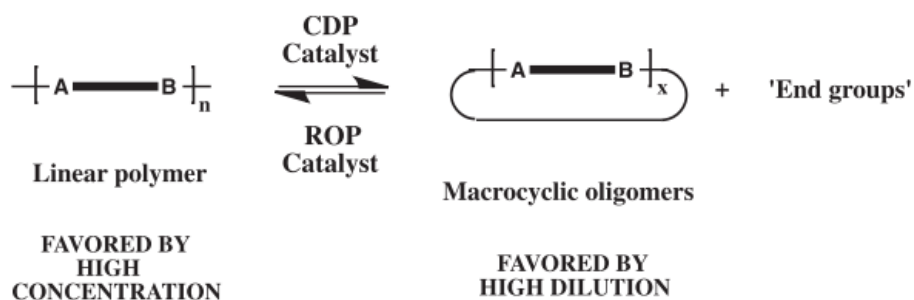 CDP
Catalyst
A B n
ROP
Catalyst
A B x
+ 'End groups'
Linear polymer
Macrocyclic oligomers
FAVORED BY
HIGH
CONCENTRATION
FAVORED BY
HIGH DILUTION